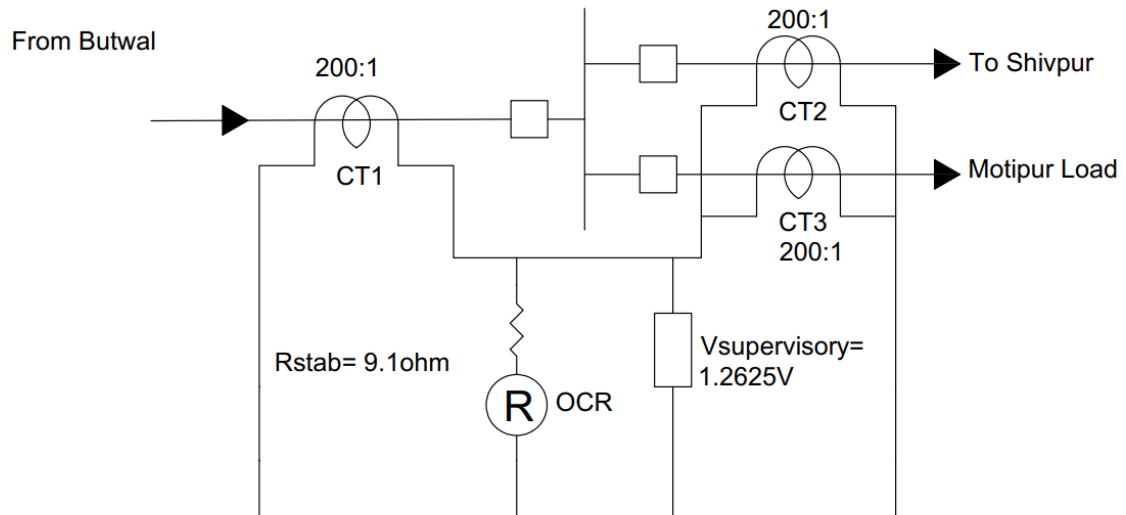 From Butwal
200:1
CT1
200:1
To Shivpur
CT2
Motipur Load
CT3
200:1
Rstab= 9.1ohm
R
OCR
Vsupervisory=
1.2625V